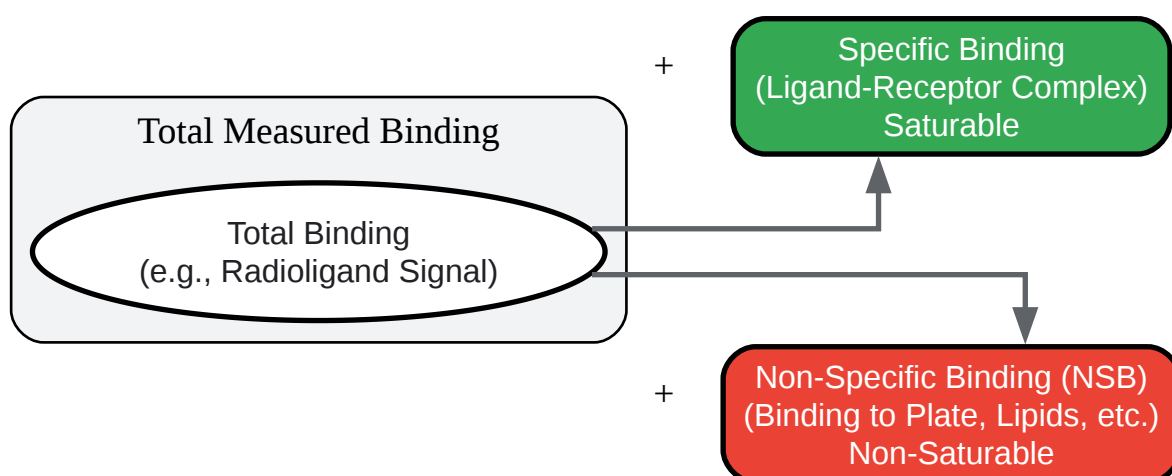 Total Measured Binding
Total Binding
(e.g., Radioligand Signal)
+
Specific Binding
(Ligand-Receptor Complex)
Saturable
+
Non-Specific Binding (NSB)
(Binding to Plate, Lipids, etc.)
Non-Saturable